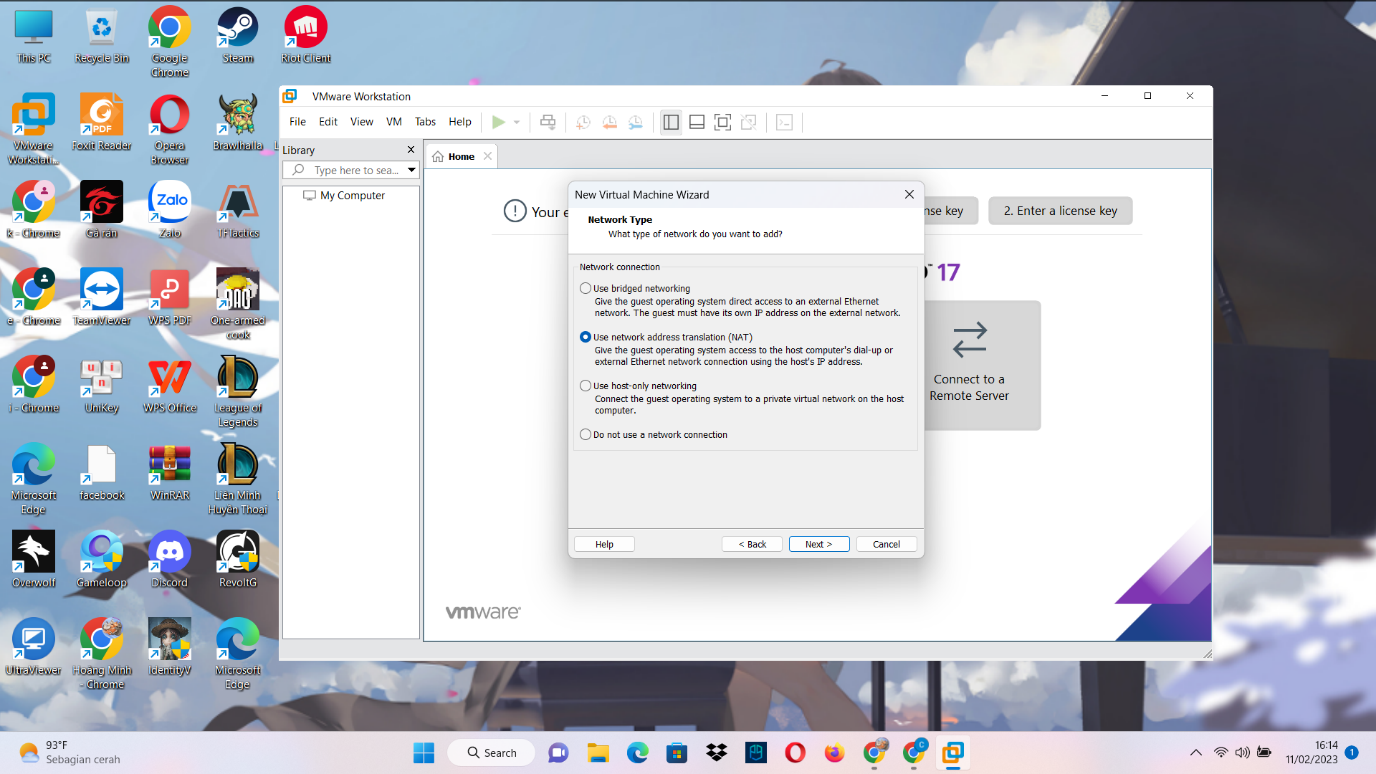 This PC
Recycle Bin
Google
Chrome
Steam
Riot Client
VMware
Workstati...
Foxit Reader
Opera
Browser
Brawlhalla
k - Chrome
Gà rán
Zalo
Zalo
TFTactics
e - Chrome
TeamViewer
WPS PDF
One-armed
cook
i - Chrome
UniKey
WPS Office
League of
Legends
Microsoft
Edge
facebook
WinRAR
Liên Minh
Huyền Thoại
Overwolf
Gameloop
Discord
RevoltG
UltraViewer
Hoàng Minh
- Chrome
IdentityV
Microsoft
Edge
VMware Workstation
File Edit View VM Tabs Help
Library
Type here to sea...
My Computer
Home
Your
nse key
2. Enter a license key
17
Connect to a
Remote Server
vmware
New Virtual Machine Wizard
Network Type
What type of network do you want to add?
Network connection
Use bridged networking
Give the guest operating system direct access to an external Ethernet
network. The guest must have its own IP address on the external network.
Use network address translation (NAT)
Give the guest operating system access to the host computer's dial-up or
external Ethernet network connection using the host's IP address.
Use host-only networking
Connect the guest operating system to a private virtual network on the host
computer.
Do not use a network connection
Help
< Back
Next >
Cancel
93°F
Sebagian cerah
Search
16:14
11/02/2023
1